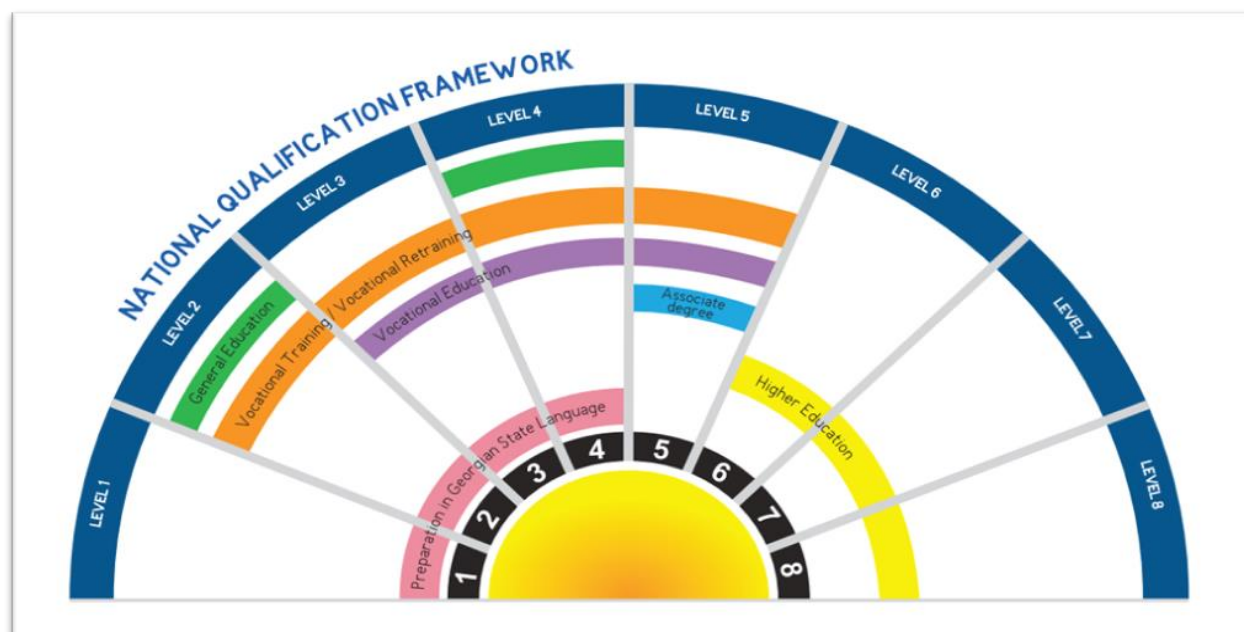 NATIONAL QUALIFICATION FRAMEWORK
LEVEL 1
LEVEL 2
LEVEL 3
LEVEL 4
LEVEL 5
LEVEL 6
LEVEL 7
LEVEL 8
General Education
Vocational Training / Vocational Retraining
Vocational Education
Associate
degree
Higher Education
Preparation in Georgian State Language
1
2
3
4
5
6
7
8